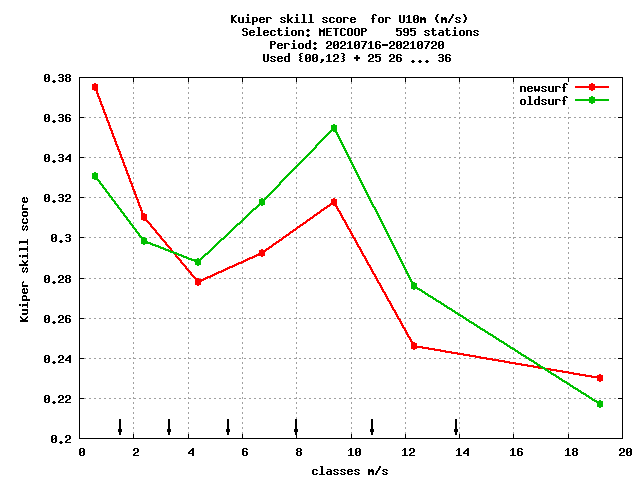 Kuiper skill score  for U10m (m/s)
Selection: METCOOP    595 stations
Period: 20210716-20210720
Used {00,12} + 25 26 ... 36
newsurf
oldsurf
0.38
0.36
0.34
0.32
0.3
0.28
0.26
0.24
0.22
0.2
Kuiper skill score
0 2 4 6 8 10 12 14 16 18 20
classes m/s